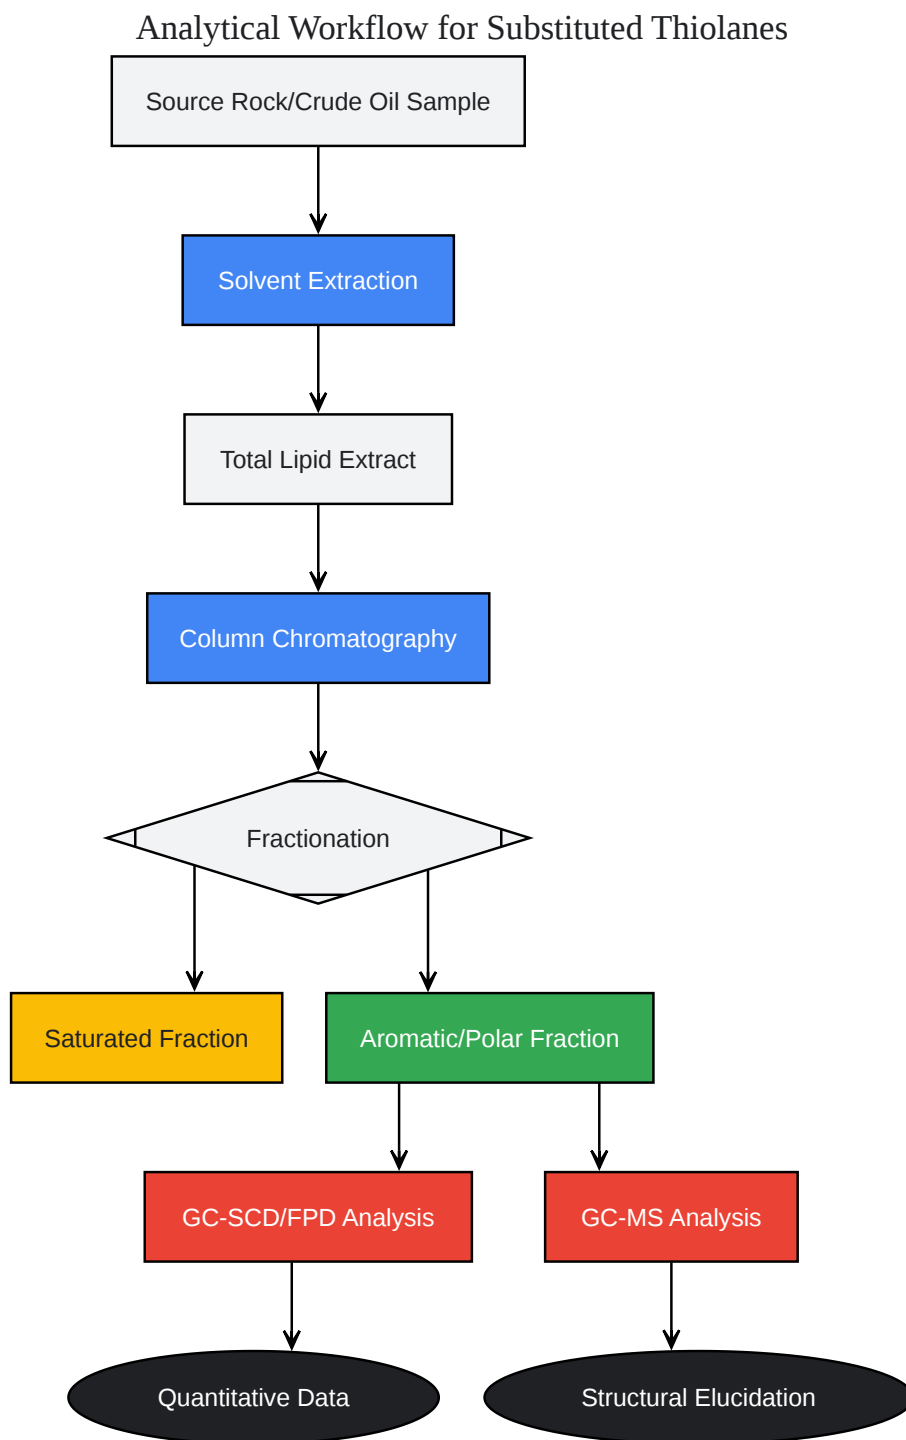 Analytical Workflow for Substituted Thiolanes
Source Rock/Crude Oil Sample
Solvent Extraction
Total Lipid Extract
Column Chromatography
Fractionation
Saturated Fraction
Aromatic/Polar Fraction
GC-SCD/FPD Analysis
GC-MS Analysis
Quantitative Data
Structural Elucidation